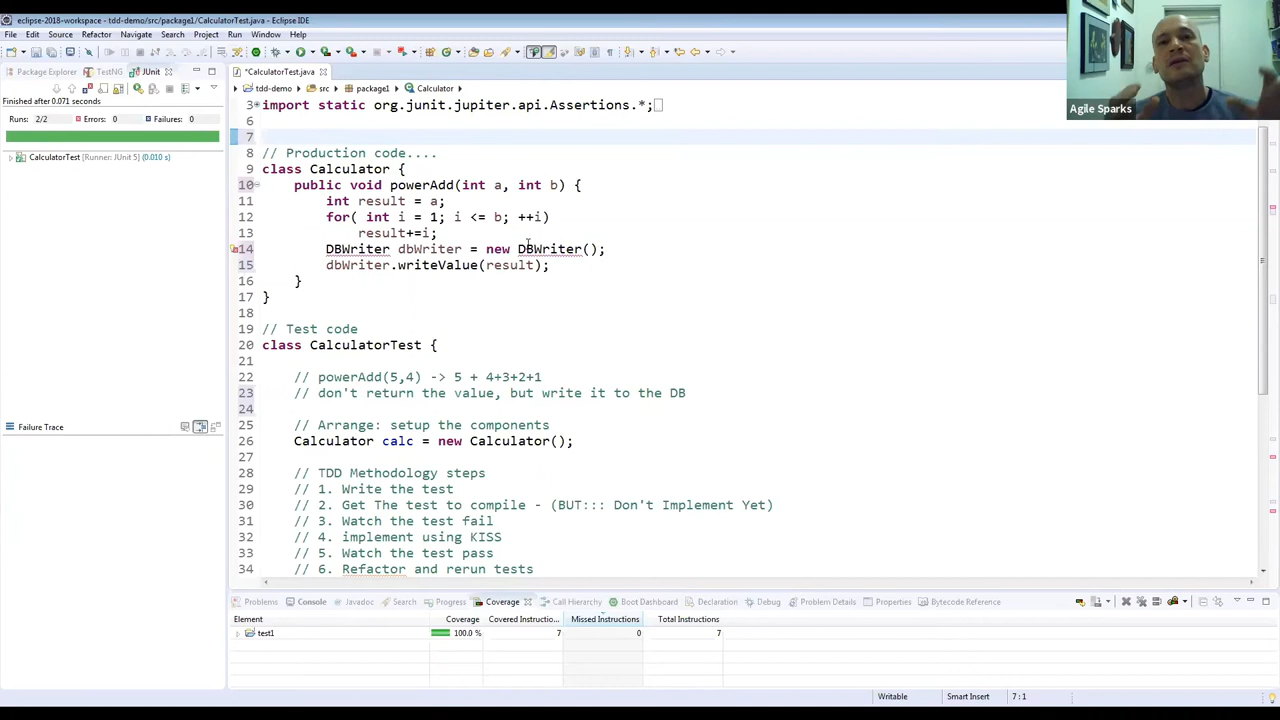 eclipse-2018-workspace - tdd-demo/src/package1/CalculatorTest.java - Eclipse IDE
File Edit Source Refactor Navigate Search Project Run Window Help
Package Explorer TestNG JUnit
*CalculatorTest.java
tdd-demo src package1 Calculator
Finished after 0.071 seconds
Runs: 2/2 Errors: 0 Failures: 0
CalculatorTest [Runner: JUnit 5] (0.010 s)
Failure Trace
Agile Sparks
3 import static org.junit.jupiter.api.Assertions.*;
6
7
8 // Production code....
9 class Calculator {
10 public void powerAdd(int a, int b) {
11 int result = a;
12 for( int i = 1; i <= b; ++i)
13 result+=i;
14 DBWriter dbWriter = new DBWriter();
15 dbWriter.writeValue(result);
16 }
17 }
18
19 // Test code
20 class CalculatorTest {
21
22 // powerAdd(5,4) -> 5 + 4+3+2+1
23 // don't return the value, but write it to the DB
24
25 // Arrange: setup the components
26 Calculator calc = new Calculator();
27
28 // TDD Methodology steps
29 // 1. Write the test
30 // 2. Get The test to compile - (BUT::: Don't Implement Yet)
31 // 3. Watch the test fail
32 // 4. implement using KISS
33 // 5. Watch the test pass
34 // 6. Refactor and rerun tests
Problems Console Javadoc Search Progress Coverage Call Hierarchy Boot Dashboard Declaration Debug Problem Details Properties Bytecode Reference
Element Coverage Covered Instructio... Missed Instructions Total Instructions
test1 100.0 % 7 0 7
Writable Smart Insert 7 : 1